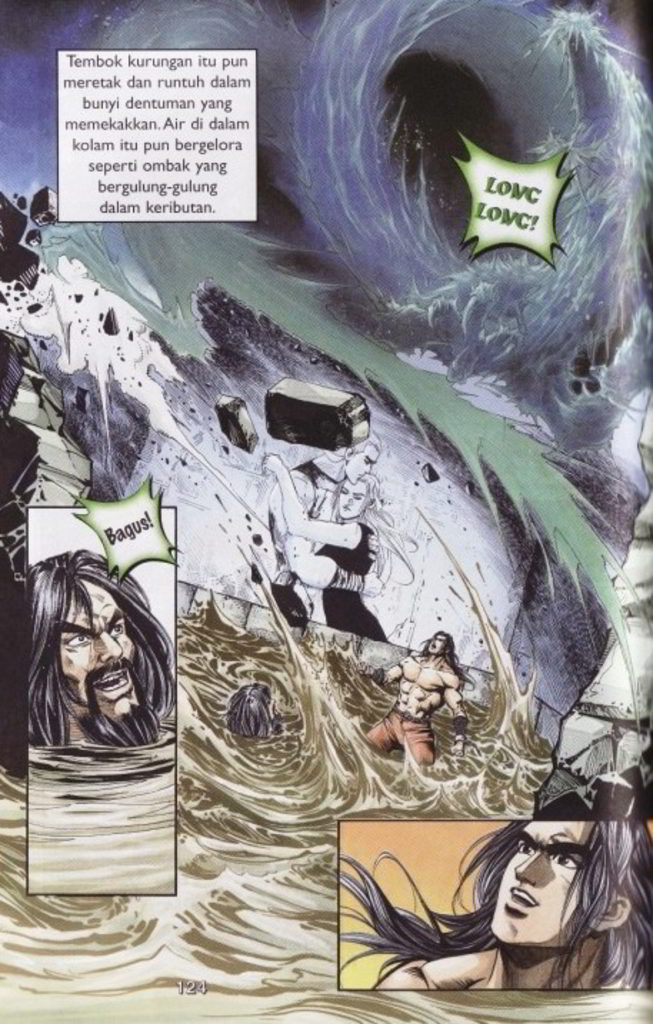 Tembok kurungan itu pun
meretak dan runtuh dalam
bunyi dentuman yang
memekakkan. Air di dalam
kolam itu pun bergelora
seperti ombak yang
bergulung-gulung
dalam keributan.
LONG
LONG!
Bagus!
124